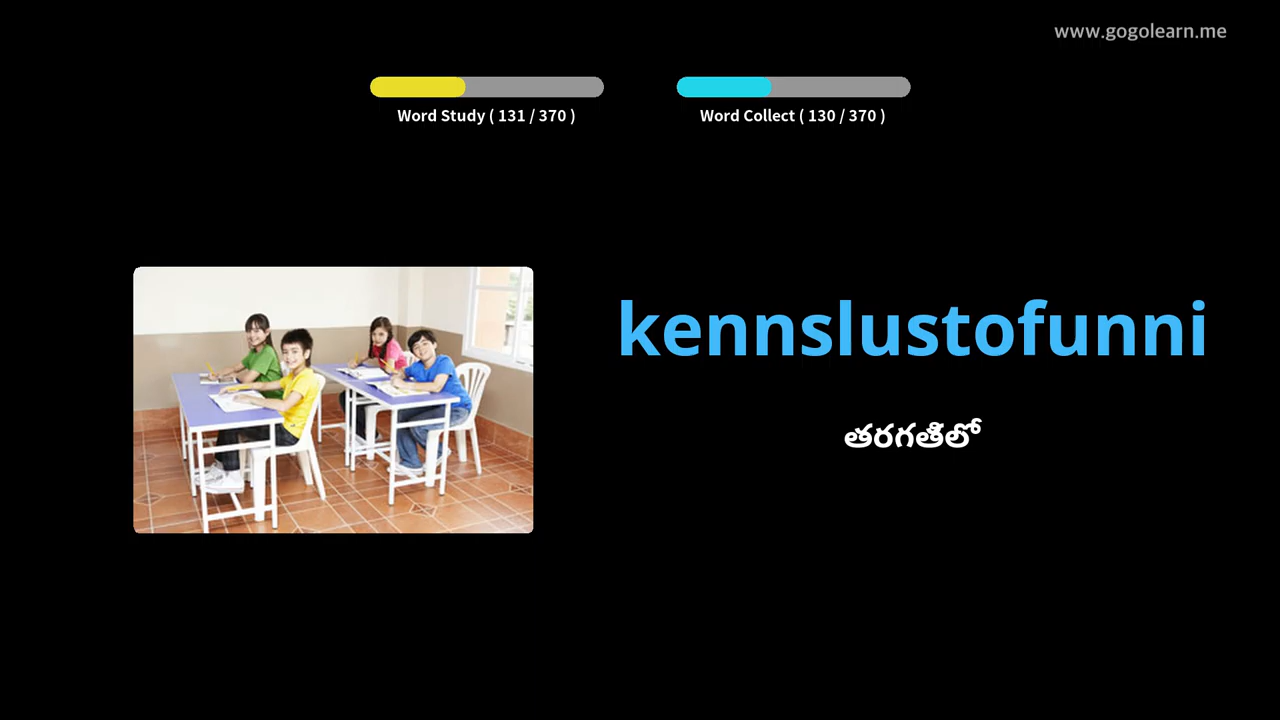 www.gogolearn.me
Word Study ( 131 / 370 )
Word Collect ( 130 / 370 )
kennslustofunni
తరగతిలో